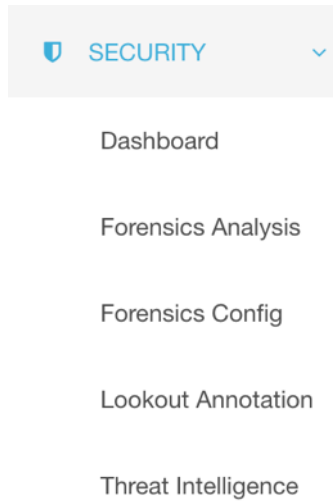 SECURITY
Dashboard
Forensics Analysis
Forensics Config
Lookout Annotation
Threat Intelligence